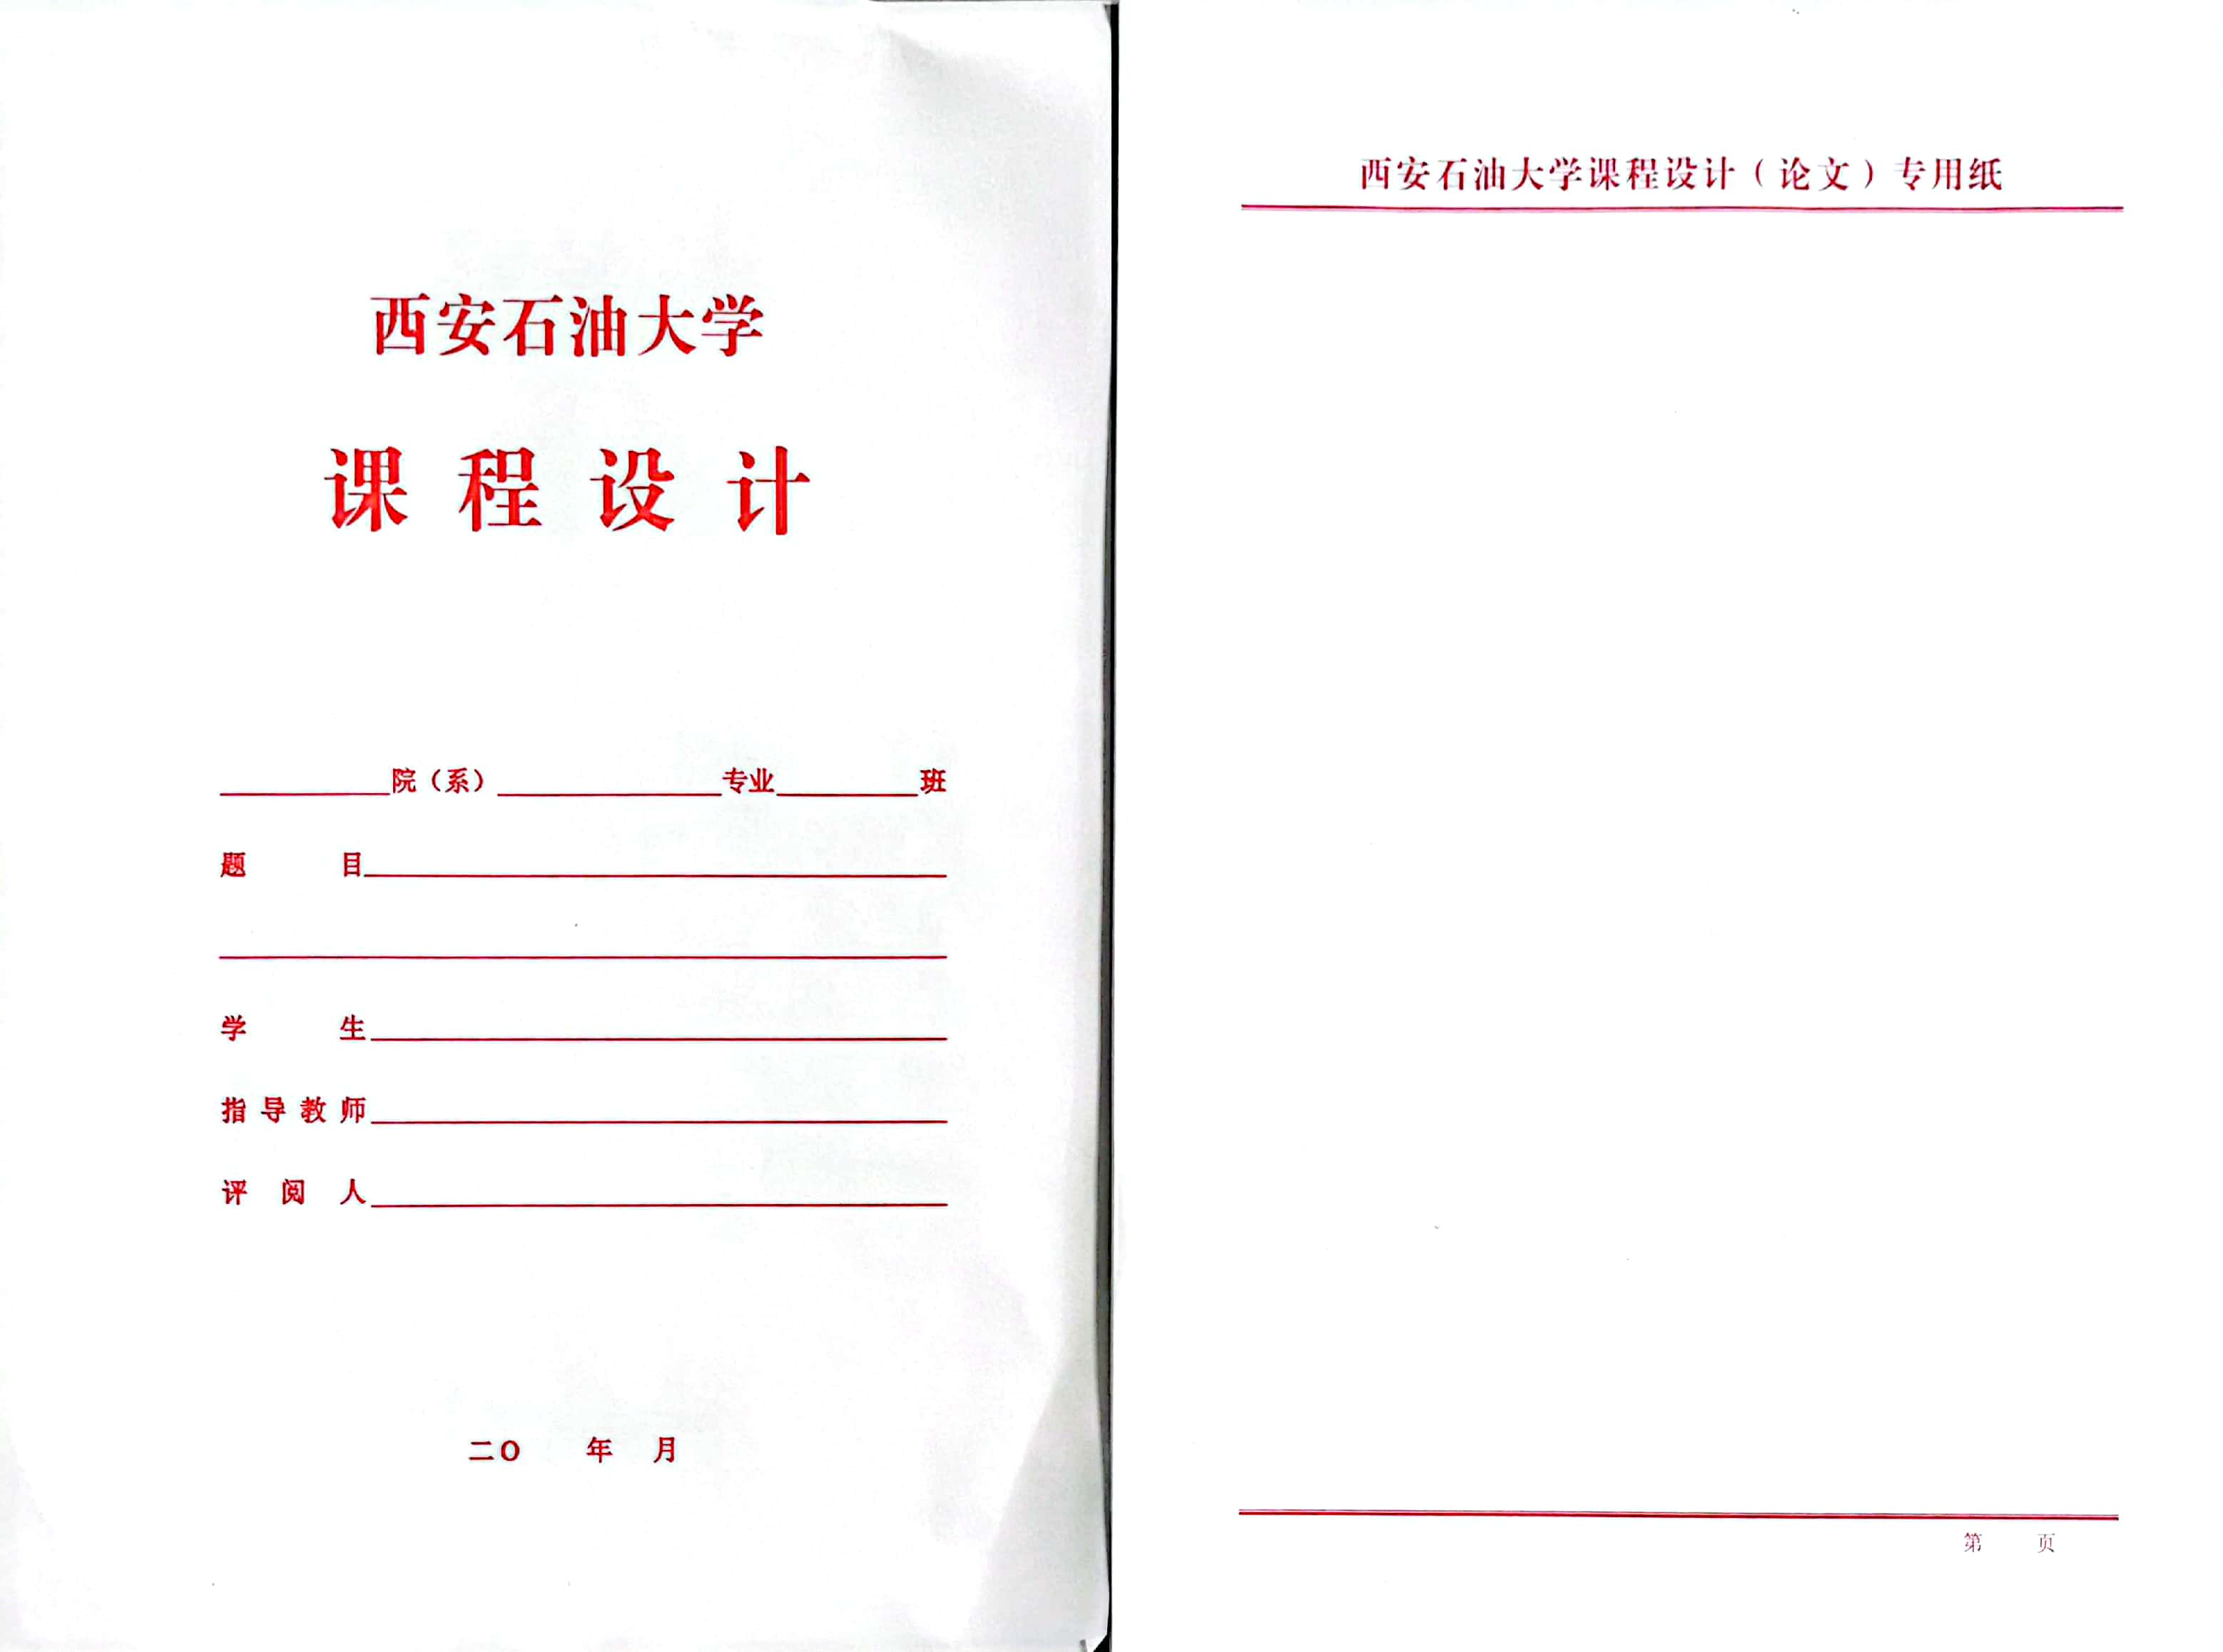 西安石油大学
课程设计
院（系） 专业 班
题 目
学 生
指导教师
评 阅 人
二〇 年 月
西安石油大学课程设计（论文）专用纸
第 页